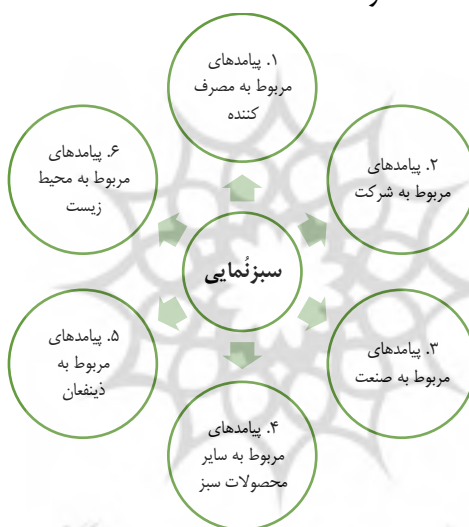 ۱. پیامدهای
مربوط به مصرف
کننده
۲. پیامدهای
مربوط به شرکت
۳. پیامدهای
مربوط به صنعت
۴. پیامدهای
مربوط به سایر
محصولات سبز
۵. پیامدهای
مربوط به
ذینفعان
۶. پیامدهای
مربوط به محیط
زیست
سبزنُمایی